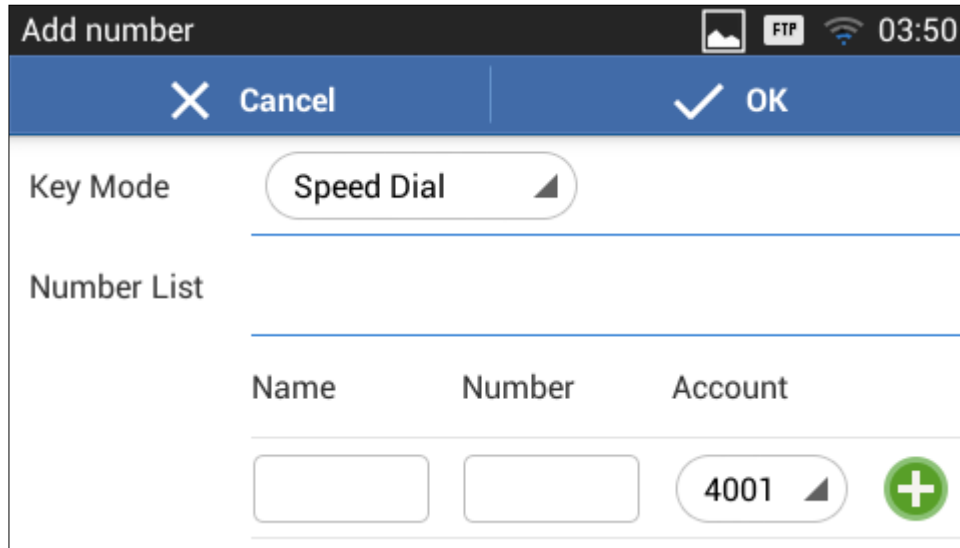 Add number FTP 03:50
Cancel OK
Key Mode Speed Dial
Number List
Name Number Account
4001